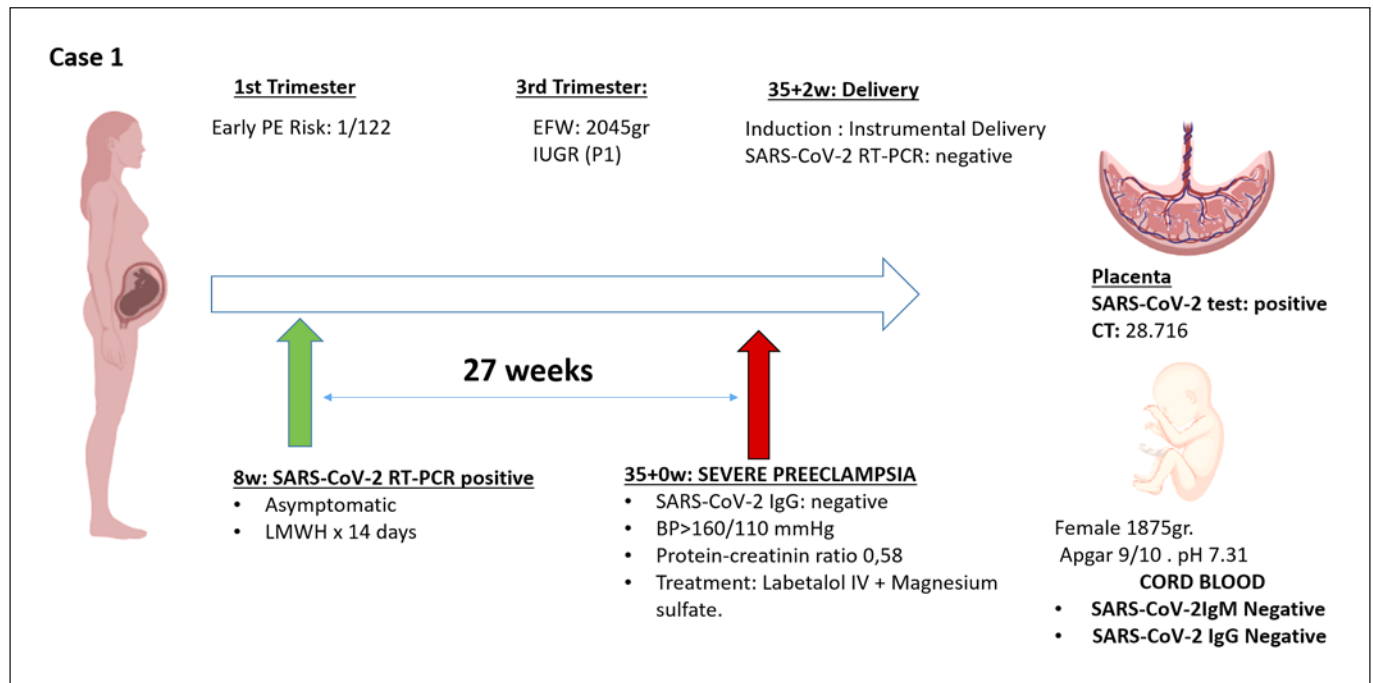 Case 1
1st Trimester
Early PE Risk: 1/122
3rd Trimester:
EFW: 2045gr
IUGR (P1)
35+2w: Delivery
Induction : Instrumental Delivery
SARS-CoV-2 RT-PCR: negative
27 weeks
8w: SARS-CoV-2 RT-PCR positive
• Asymptomatic
• LMWH x 14 days
35+0w: SEVERE PREECLAMPSIA
• SARS-CoV-2 IgG: negative
• BP>160/110 mmHg
• Protein-creatinin ratio 0,58
• Treatment: Labetalol IV + Magnesium
sulfate.
Placenta
SARS-CoV-2 test: positive
CT: 28.716
Female 1875gr.
Apgar 9/10 . pH 7.31
CORD BLOOD
• SARS-CoV-2IgM Negative
• SARS-CoV-2 IgG Negative